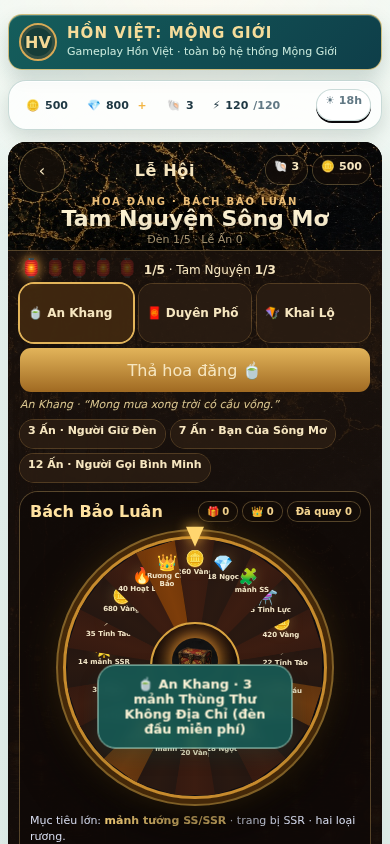 HV
HỒN VIỆT: MỘNG GIỚI
Gameplay Hồn Việt · toàn bộ hệ thống Mộng Giới
500 800 + 3 120 /120 18h
‹ Lễ Hội 3 500
HOA ĐĂNG · BÁCH BẢO LUÂN
Tam Nguyện Sông Mơ
Đèn 1/5 · Lễ Ấn 0
1/5 · Tam Nguyện 1/3
An Khang Duyên Phố Khai Lộ
Thả hoa đăng
An Khang · “Mong mưa xong trời có cầu vồng.”
3 Ấn · Người Giữ Đèn 7 Ấn · Bạn Của Sông Mơ
12 Ấn · Người Gọi Bình Minh
Bách Bảo Luân 0 0 Đã quay 0
18 Ngọc
Bảo
mảnh SS
680 Vàng
420 Vàng
35 Tinh Táo
14 mảnh SSR
22 Tinh Táo
An Khang · 3
mảnh Thùng Thư
Không Địa Chỉ (đèn
đầu miễn phí)
20 Vàng
Mục tiêu lớn: mảnh tướng SS/SSR · trang bị SSR · hai loại
rương.